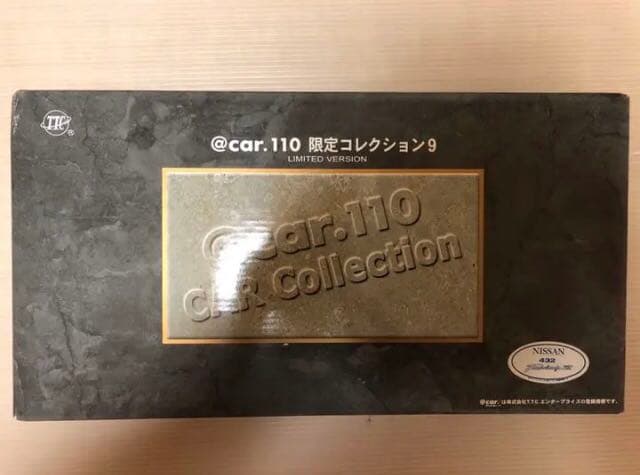 TTC ®
@car.110 限定コレクション9
LIMITED VERSION
@car.110
CAR Collection
NISSAN
432
@car. は株式会社T.T.C.エンタープライズの登録商標です。